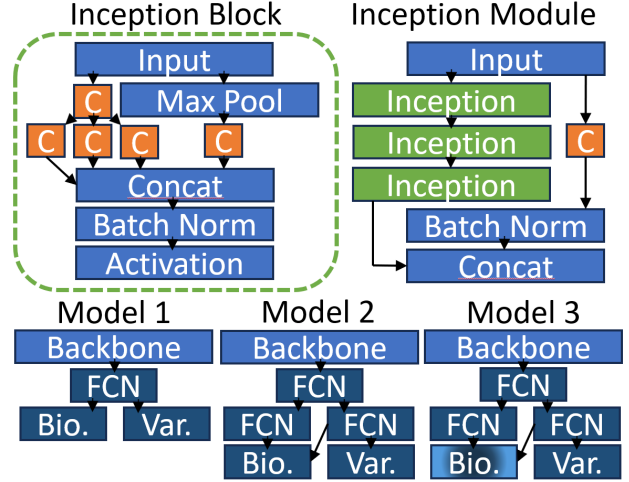 Inception Block
Input
C
Max Pool
C C C C
Concat
Batch Norm
Activation
Inception Module
Input
Inception
Inception
C
Inception
Batch Norm
Concat
Model 1
Backbone
FCN
Bio. Var.
Model 2
Backbone
FCN
FCN FCN
Bio. Var.
Model 3
Backbone
FCN
FCN FCN
Bio. Var.